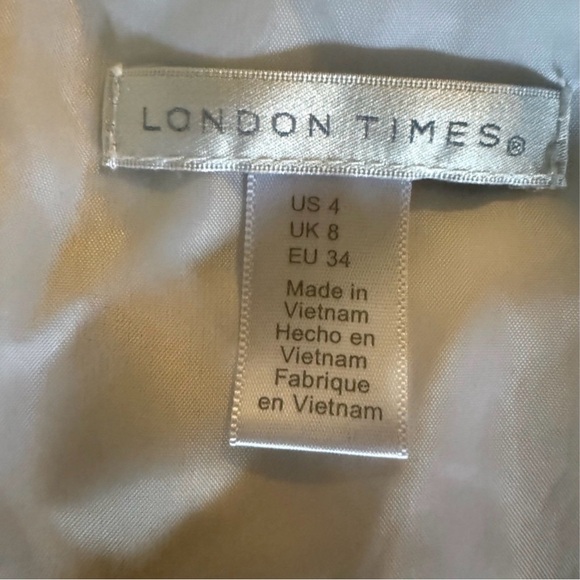 LONDON TIMES®
US 4
UK 8
EU 34
Made in
Vietnam
Hecho en
Vietnam
Fabrique
en Vietnam